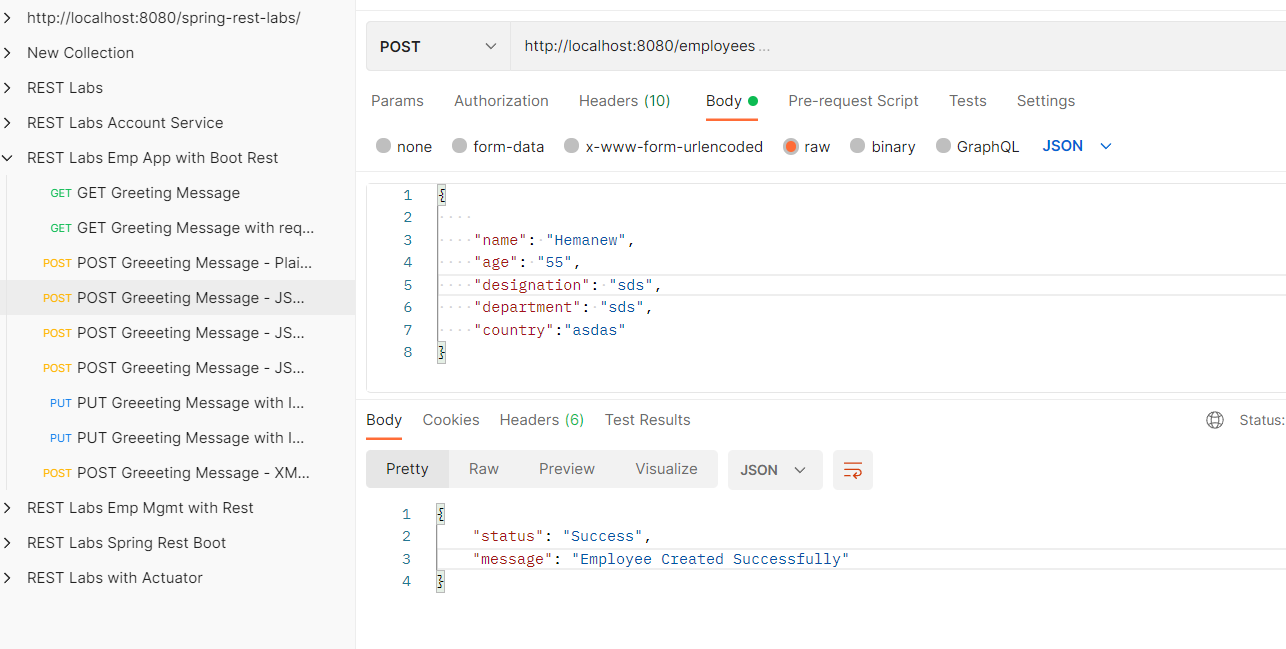 http://localhost:8080/spring-rest-labs/
New Collection
REST Labs
REST Labs Account Service
REST Labs Emp App with Boot Rest
GET GET Greeting Message
GET GET Greeting Message with req...
POST POST Greeeting Message - Plai...
POST POST Greeeting Message - JS...
POST POST Greeeting Message - JS...
POST POST Greeeting Message - JS...
PUT PUT Greeeting Message with I...
PUT PUT Greeeting Message with I...
POST POST Greeeting Message - XM...
REST Labs Emp Mgmt with Rest
REST Labs Spring Rest Boot
REST Labs with Actuator
POST http://localhost:8080/employees ...
Params Authorization Headers (10) Body Pre-request Script Tests Settings
none form-data x-www-form-urlencoded raw binary GraphQL JSON
1 {
2
3 "name": "Hemanew",
4 "age": "55",
5 "designation": "sds",
6 "department": "sds",
7 "country":"asdas"
8 }
Body Cookies Headers (6) Test Results Status:
Pretty Raw Preview Visualize JSON
1 {
2 "status": "Success",
3 "message": "Employee Created Successfully"
4 }